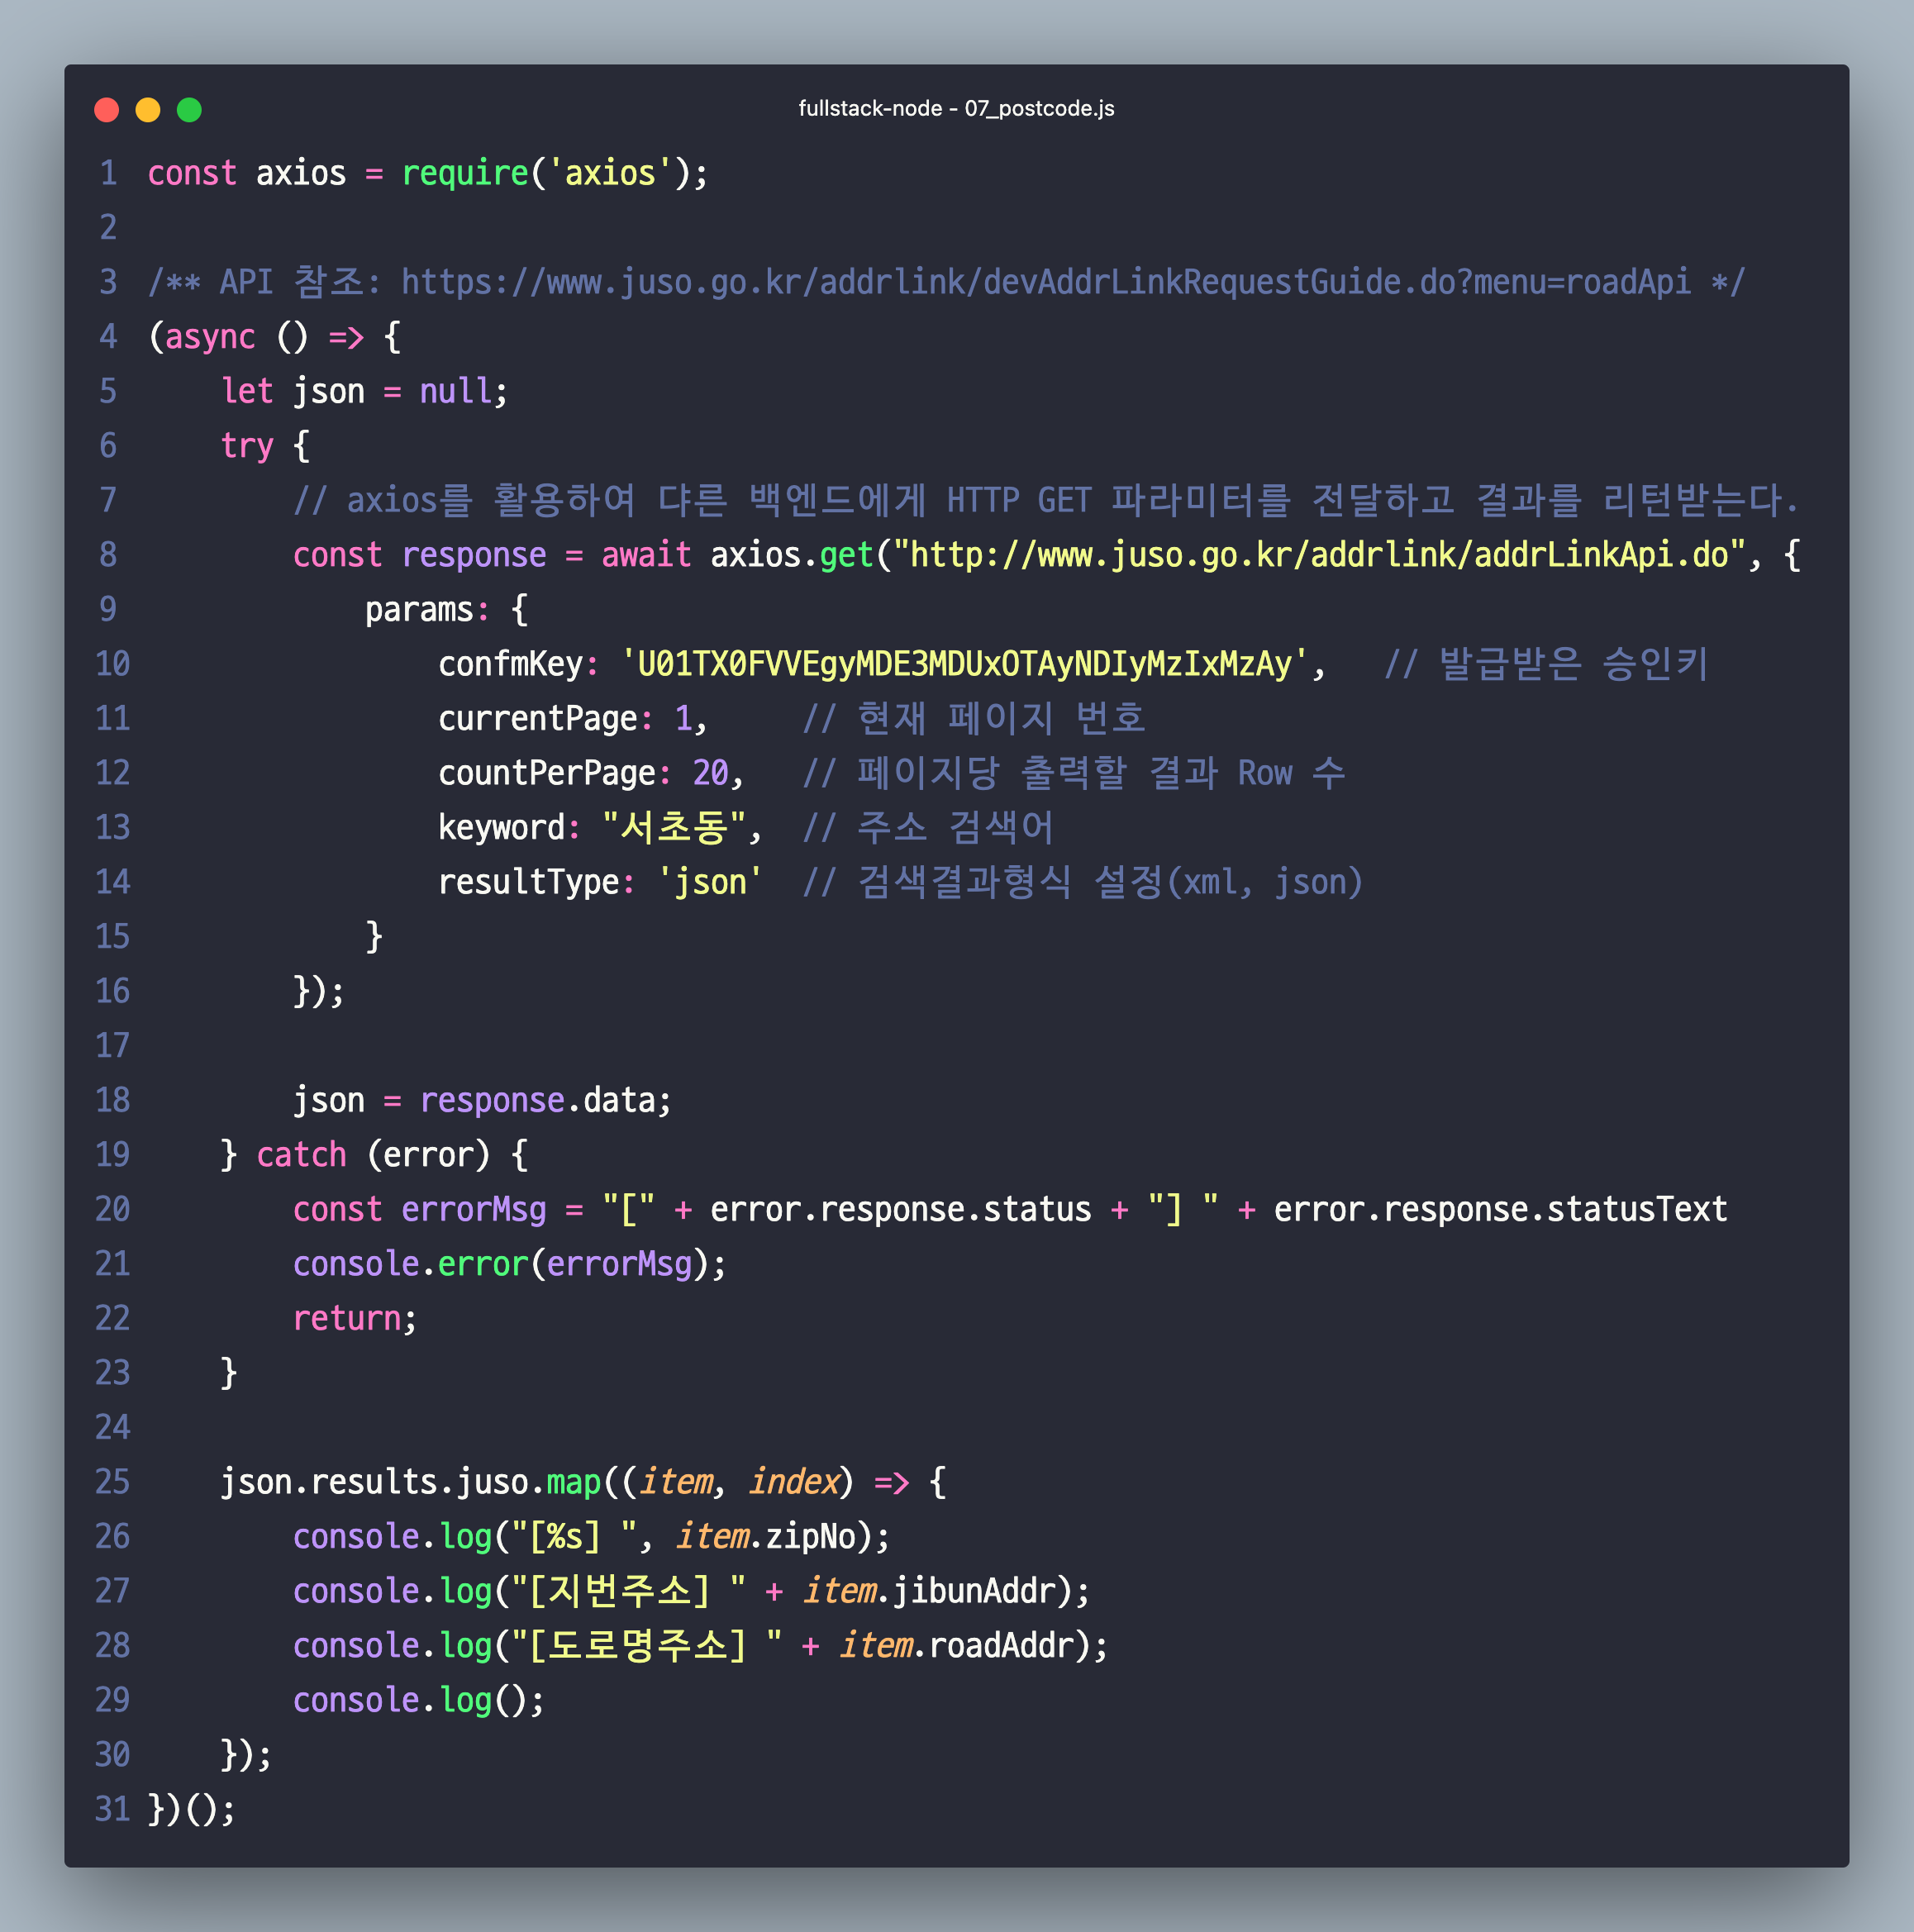 fullstack-node - 07_postcode.js
1 const axios = require('axios');
2
3 /** API 참조: https://www.juso.go.kr/addrlink/devAddrLinkRequestGuide.do?menu=roadApi */
4 (async () => {
5     let json = null;
6     try {
7         // axios를 활용하여 댜른 백엔드에게 HTTP GET 파라미터를 전달하고 결과를 리턴받는다.
8         const response = await axios.get("http://www.juso.go.kr/addrlink/addrLinkApi.do", {
9             params: {
10                 confmKey: 'U01TX0FVVEgyMDE3MDUxOTAyNDIyMzIxMzAy',   // 발급받은 승인키
11                 currentPage: 1,     // 현재 페이지 번호
12                 countPerPage: 20,   // 페이지당 출력할 결과 Row 수
13                 keyword: "서초동",  // 주소 검색어
14                 resultType: 'json'  // 검색결과형식 설정(xml, json)
15             }
16         });
17
18         json = response.data;
19     } catch (error) {
20         const errorMsg = "[" + error.response.status + "] " + error.response.statusText
21         console.error(errorMsg);
22         return;
23     }
24
25     json.results.juso.map((item, index) => {
26         console.log("[%s] ", item.zipNo);
27         console.log("[지번주소] " + item.jibunAddr);
28         console.log("[도로명주소] " + item.roadAddr);
29         console.log();
30     });
31 })();